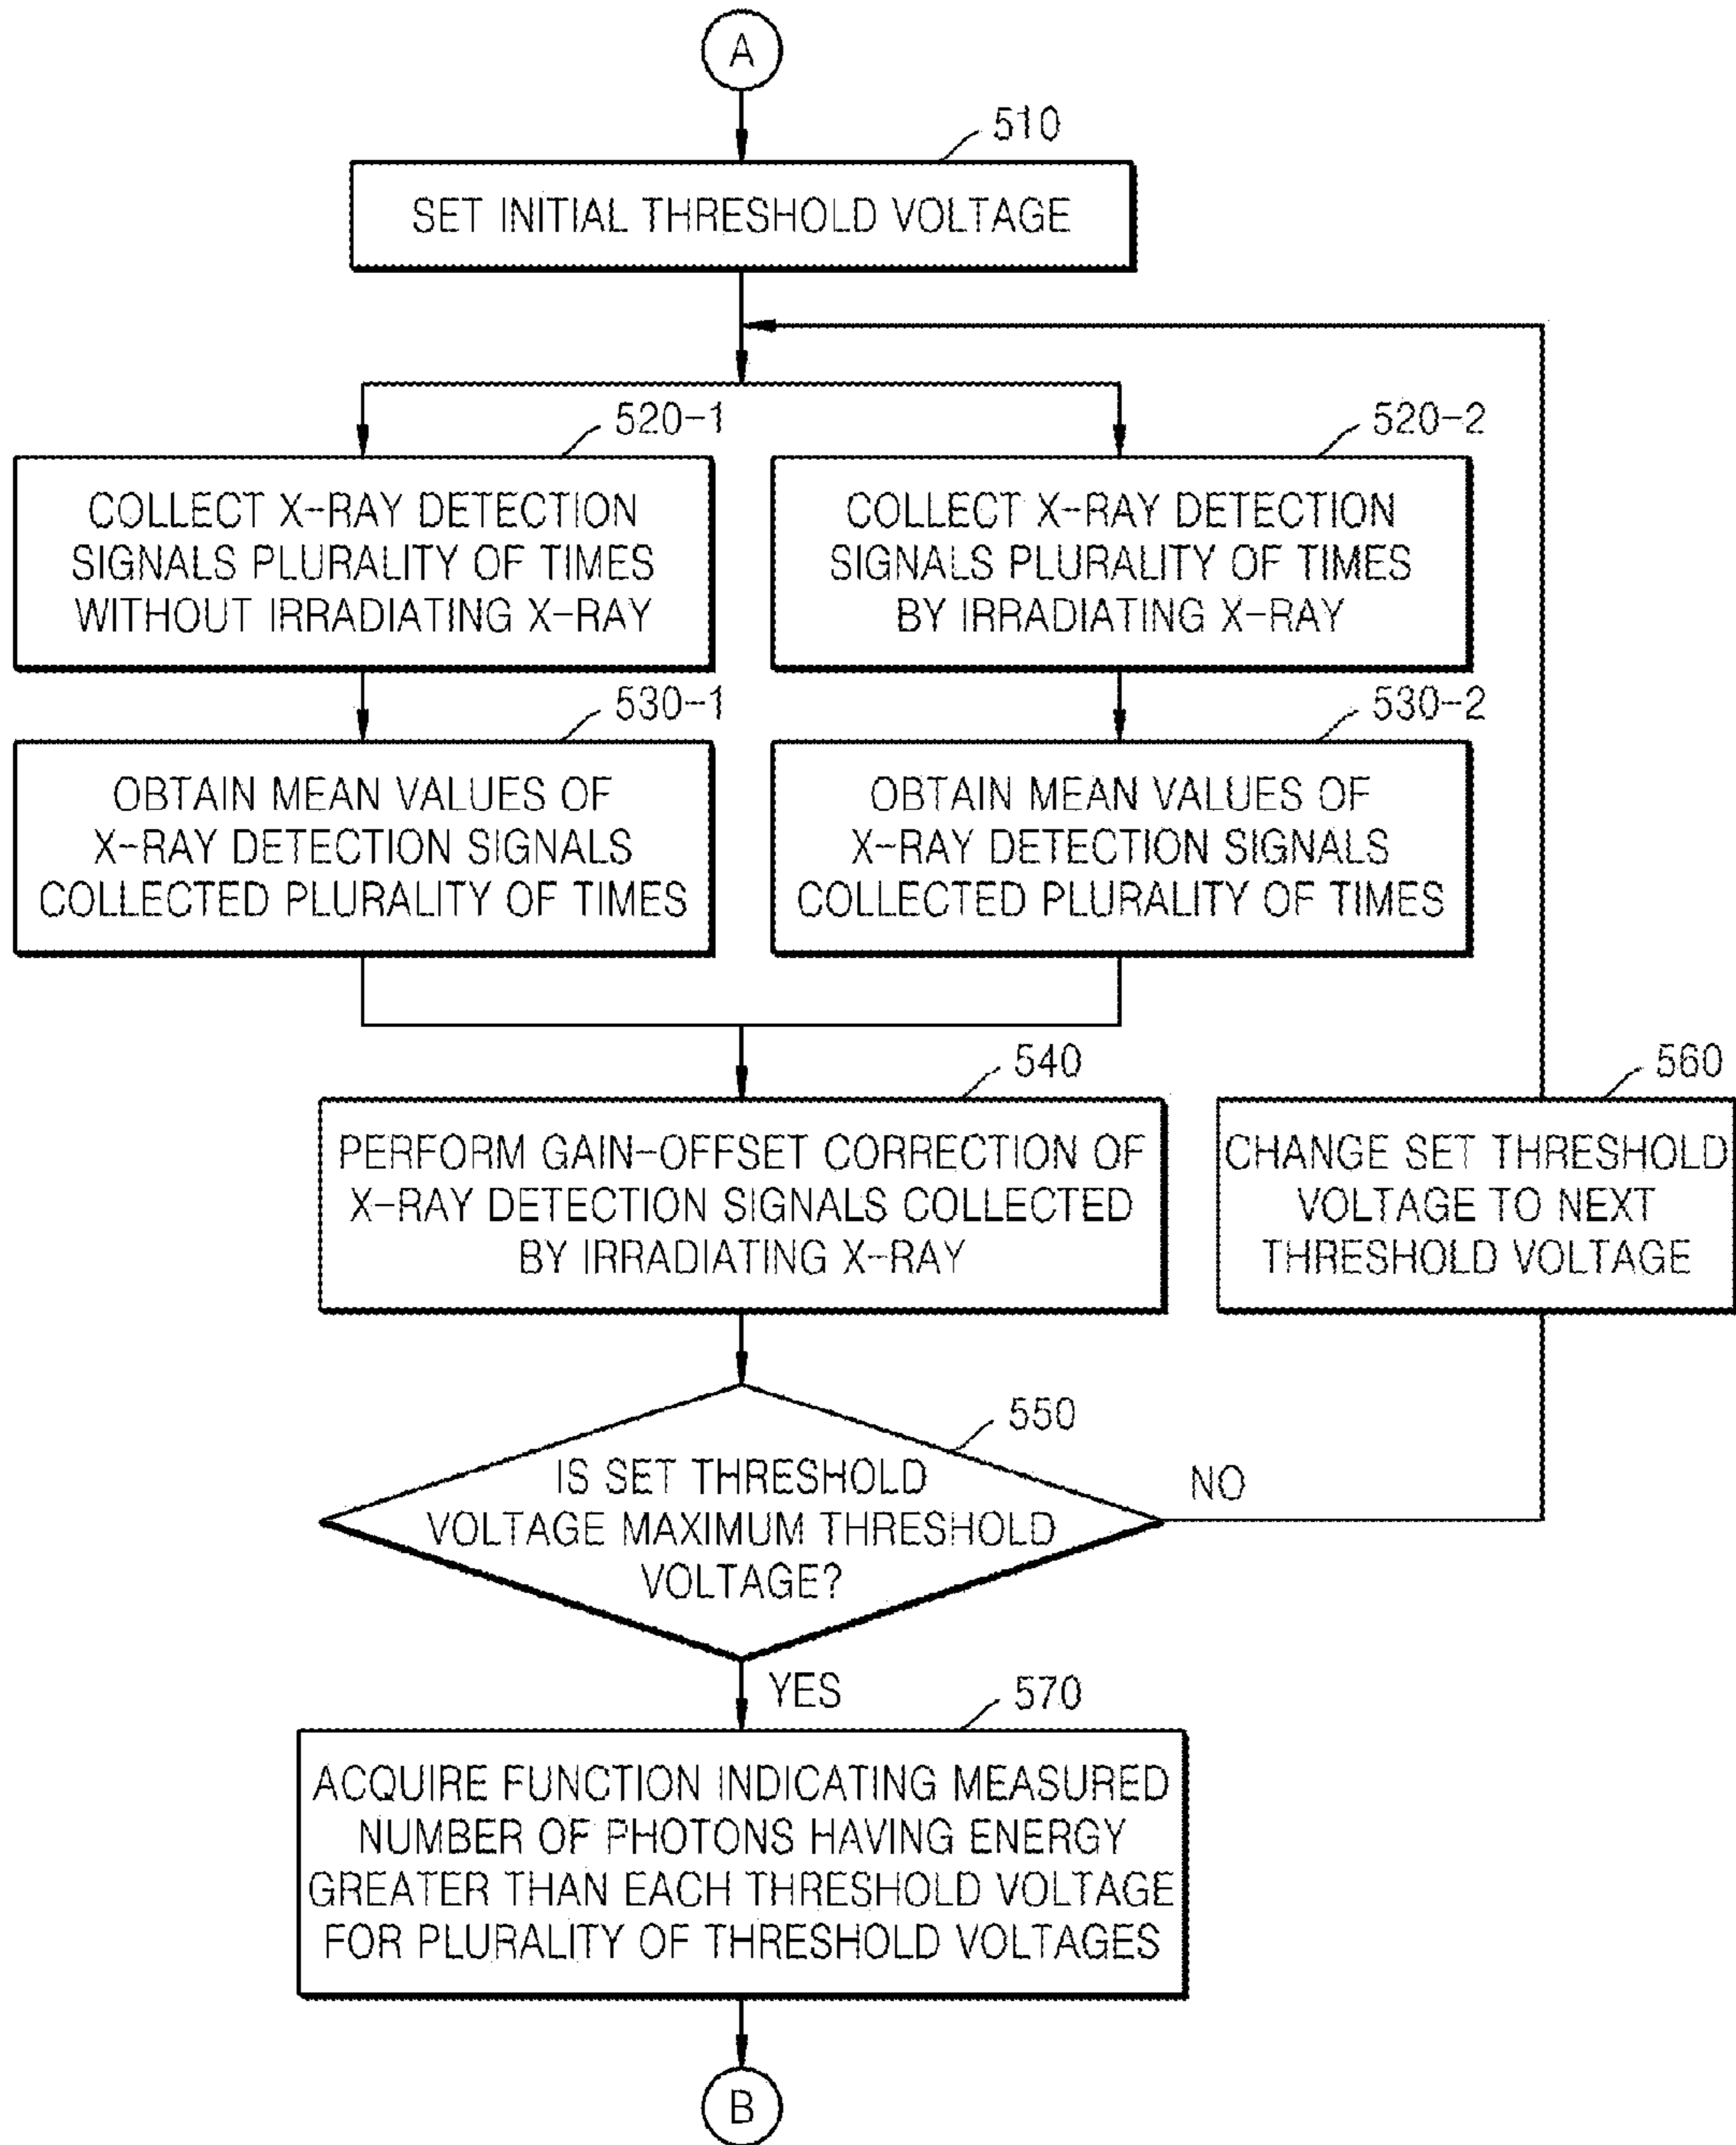 A
510
SET INITIAL THRESHOLD VOLTAGE
520-1
COLLECT X-RAY DETECTION
SIGNALS PLURALITY OF TIMES
WITHOUT IRRADIATING X-RAY
520-2
COLLECT X-RAY DETECTION
SIGNALS PLURALITY OF TIMES
BY IRRADIATING X-RAY
530-1
OBTAIN MEAN VALUES OF
X-RAY DETECTION SIGNALS
COLLECTED PLURALITY OF TIMES
530-2
OBTAIN MEAN VALUES OF
X-RAY DETECTION SIGNALS
COLLECTED PLURALITY OF TIMES
540
PERFORM GAIN-OFFSET CORRECTION OF
X-RAY DETECTION SIGNALS COLLECTED
BY IRRADIATING X-RAY
560
CHANGE SET THRESHOLD
VOLTAGE TO NEXT
THRESHOLD VOLTAGE
550
IS SET THRESHOLD
VOLTAGE MAXIMUM THRESHOLD
VOLTAGE?
NO
YES
570
ACQUIRE FUNCTION INDICATING MEASURED
NUMBER OF PHOTONS HAVING ENERGY
GREATER THAN EACH THRESHOLD VOLTAGE
FOR PLURALITY OF THRESHOLD VOLTAGES
B